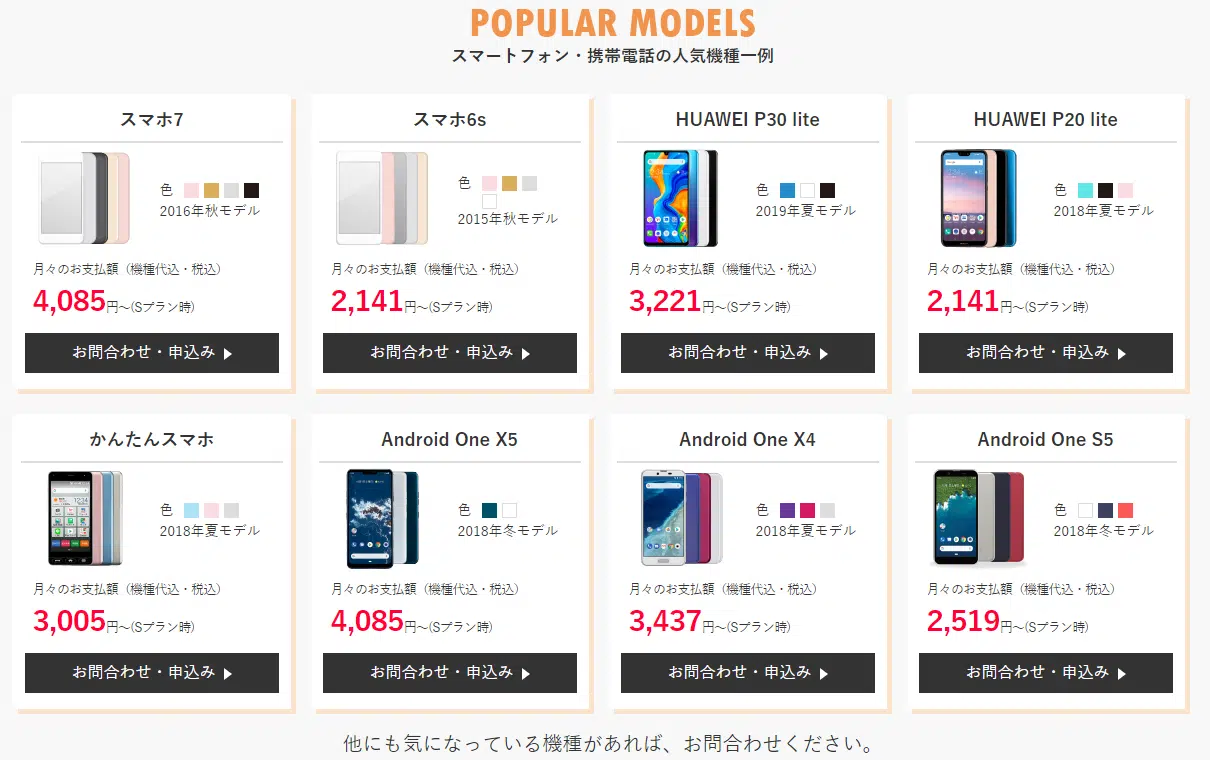 POPULAR MODELS
スマートフォン・携帯電話の人気機種一例
スマホ7
色
2016年秋モデル
月々のお支払額（機種代込・税込）
4,085円～(Sプラン時)
お問合わせ・申込み ▶
スマホ6s
色
2015年秋モデル
月々のお支払額（機種代込・税込）
2,141円～(Sプラン時)
お問合わせ・申込み ▶
HUAWEI P30 lite
色
2019年夏モデル
月々のお支払額（機種代込・税込）
3,221円～(Sプラン時)
お問合わせ・申込み ▶
HUAWEI P20 lite
色
2018年夏モデル
月々のお支払額（機種代込・税込）
2,141円～(Sプラン時)
お問合わせ・申込み ▶
かんたんスマホ
色
2018年夏モデル
月々のお支払額（機種代込・税込）
3,005円～(Sプラン時)
お問合わせ・申込み ▶
Android One X5
色
2018年冬モデル
月々のお支払額（機種代込・税込）
4,085円～(Sプラン時)
お問合わせ・申込み ▶
Android One X4
色
2018年夏モデル
月々のお支払額（機種代込・税込）
3,437円～(Sプラン時)
お問合わせ・申込み ▶
Android One S5
色
2018年冬モデル
月々のお支払額（機種代込・税込）
2,519円～(Sプラン時)
お問合わせ・申込み ▶
他にも気になっている機種があれば、お問合わせください。